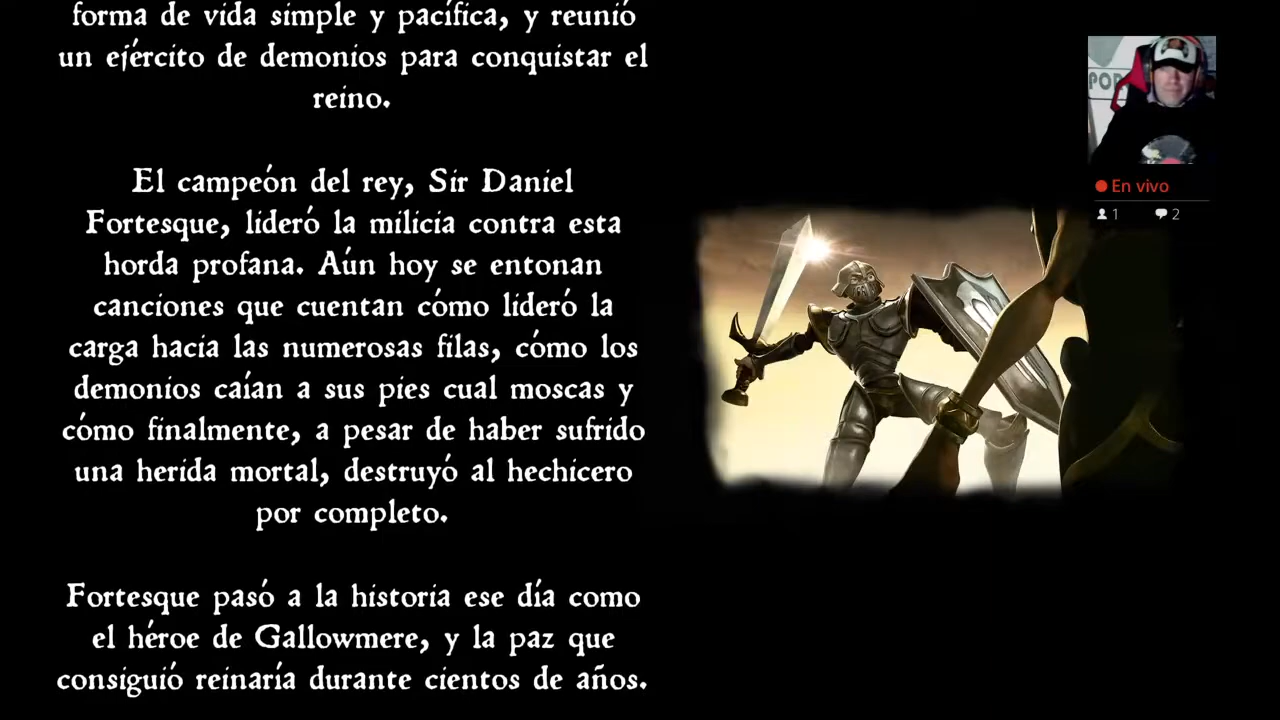 forma de vida simple y pacífica, y reunió
un ejército de demonios para conquistar el
reino.
El campeón del rey, Sir Daniel
Fortesque, lideró la milicia contra esta
horda profana. Aún hoy se entonan
canciones que cuentan cómo lideró la
carga hacia las numerosas filas, cómo los
demonios caían a sus pies cual moscas y
cómo finalmente, a pesar de haber sufrido
una herida mortal, destruyó al hechicero
por completo.
Fortesque pasó a la historia ese día como
el héroe de Gallowmere, y la paz que
consiguió reinaría durante cientos de años.
En vivo
1
2